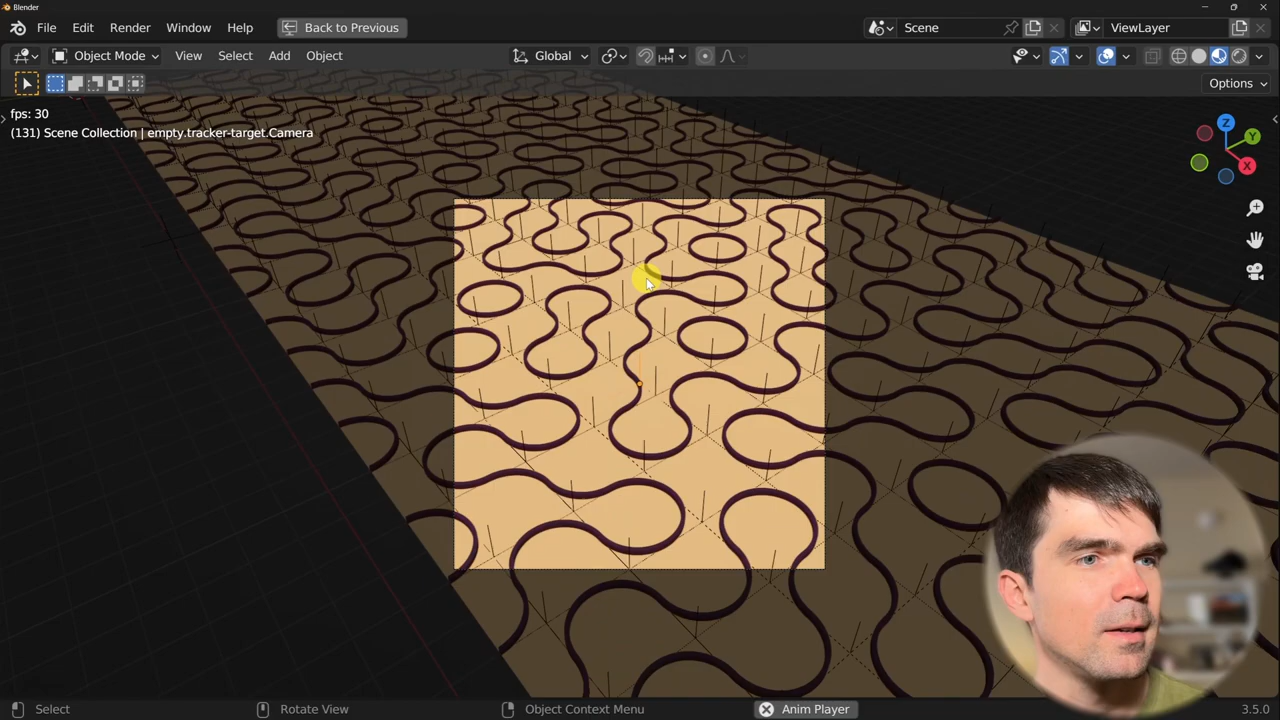 Blender
File Edit Render Window Help Back to Previous Scene ViewLayer
Object Mode View Select Add Object Global
Options
fps: 30
(131) Scene Collection | empty.tracker-target.Camera
Z
Y
X
Select Rotate View Object Context Menu Anim Player 3.5.0